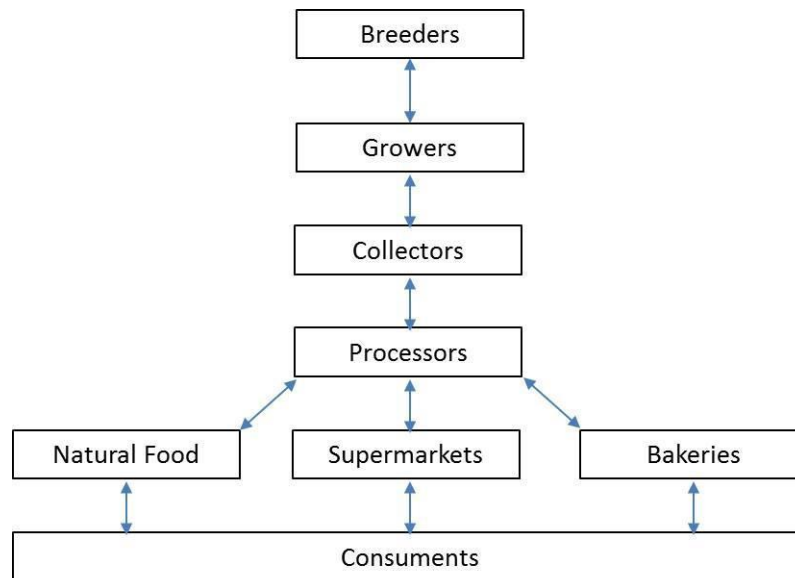 Breeders
Growers
Collectors
Processors
Natural Food
Supermarkets
Bakeries
Consuments